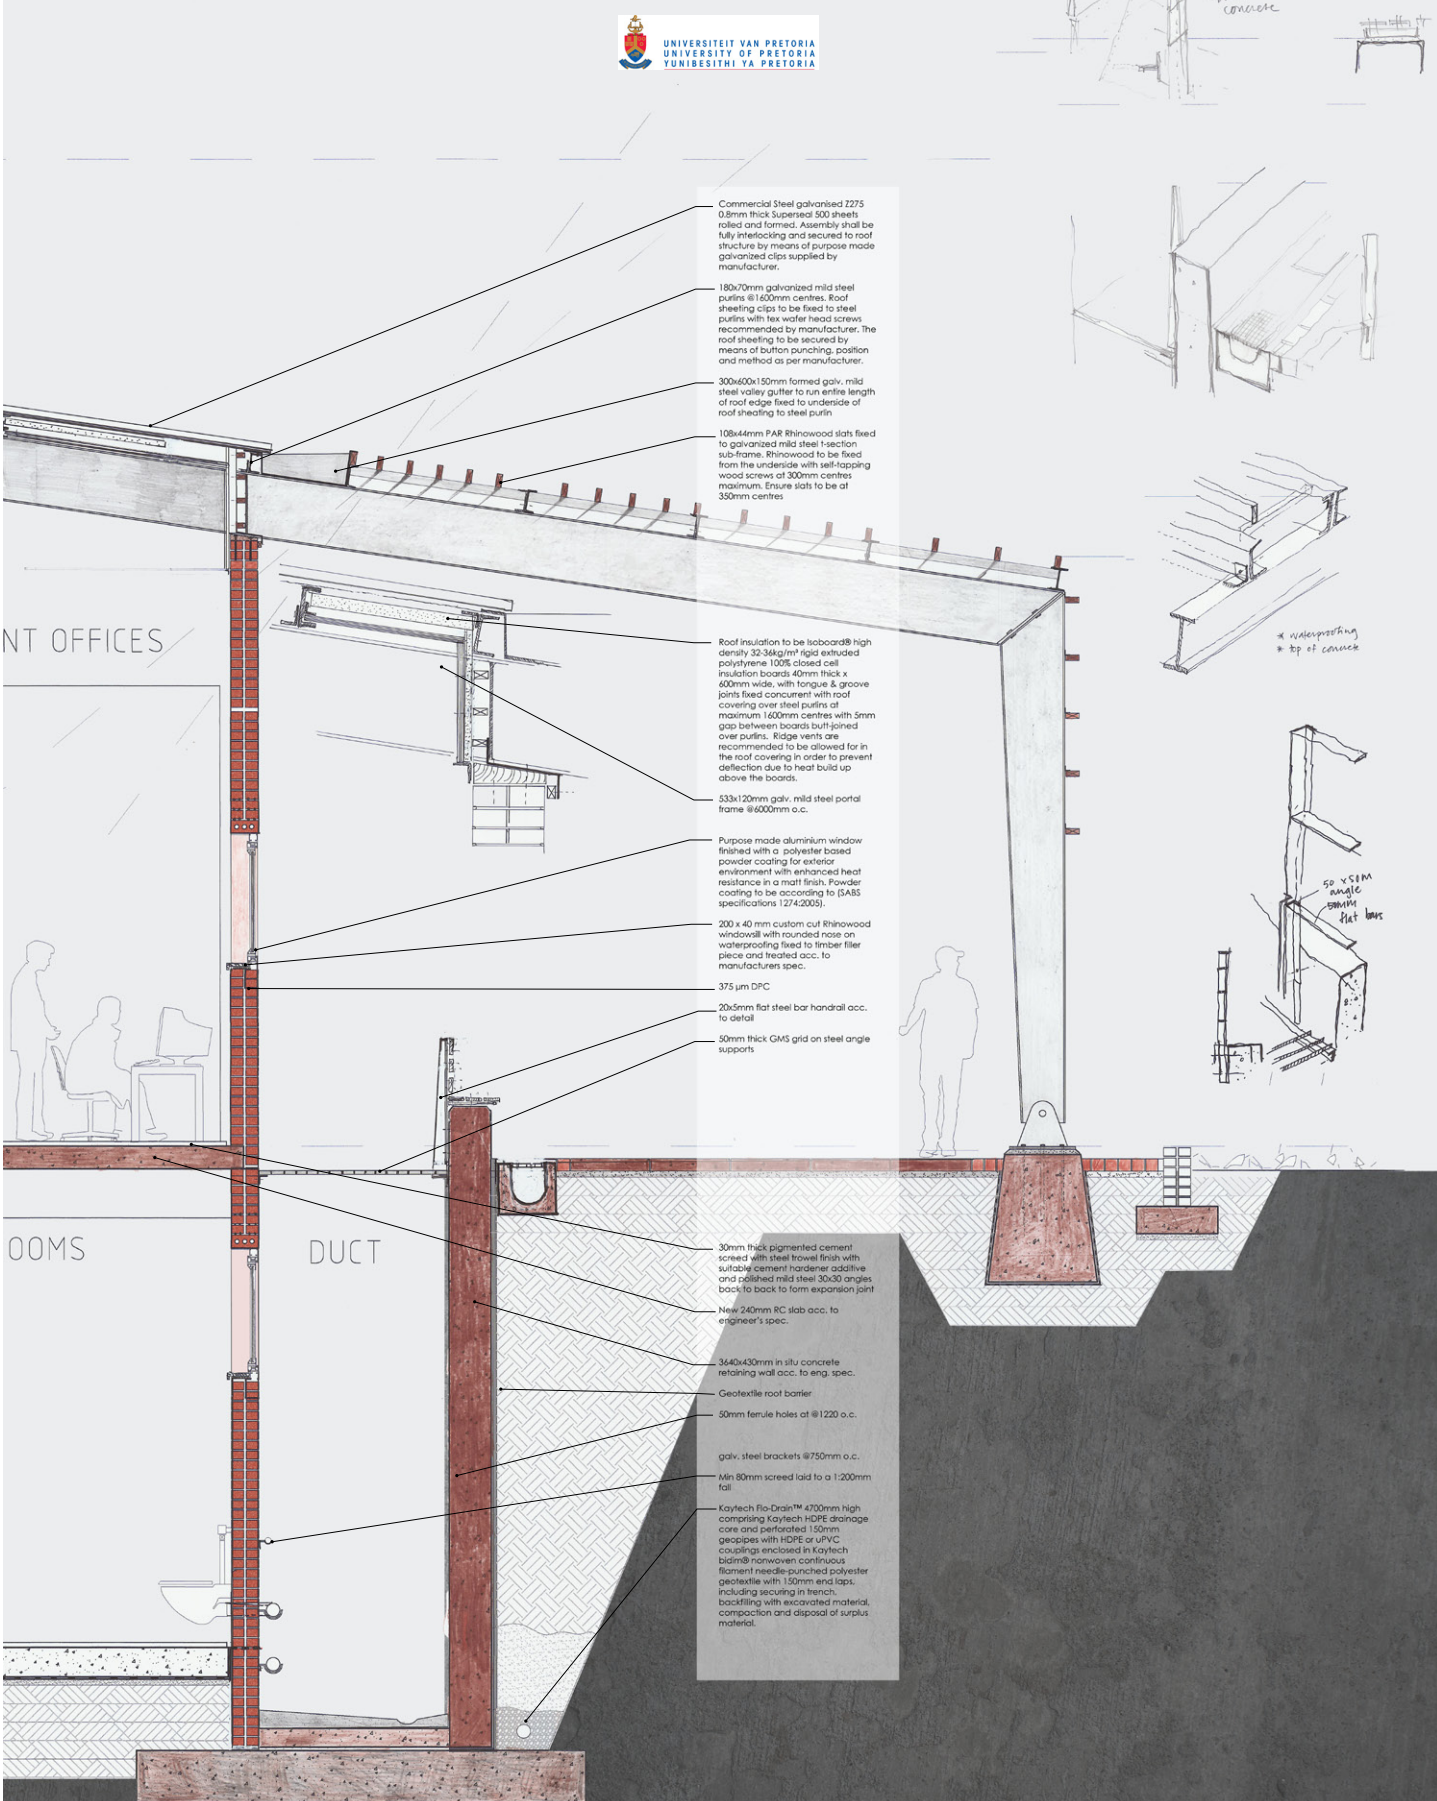 concrete
UNIVERSITEIT VAN PRETORIA
UNIVERSITY OF PRETORIA
YUNIBESITHI YA PRETORIA
Commercial Steel galvanised Z275
0.8mm thick Superseal 500 sheets
rolled and formed. Assembly shall be
fully interlocking and secured to roof
structure by means of purpose made
galvanized clips supplied by
manufacturer.
180x70mm galvanized mild steel
purlins @1600mm centres. Roof
sheeting clips to be fixed to steel
purlins with tex wafer head screws
recommended by manufacturer. The
roof sheeting to be secured by
means of button punching, position
and method as per manufacturer.
300x600x150mm formed galv. mild
steel valley gutter to run entire length
of roof edge fixed to underside of
roof sheating to steel purlin
108x44mm PAR Rhinowood slats fixed
to galvanized mild steel t-section
sub-frame. Rhinowood to be fixed
from the underside with self-tapping
wood screws at 300mm centres
maximum. Ensure slats to be at
350mm centres
NT OFFICES
* waterproofing
* top of concrete
Roof insulation to be Isoboard® high
density 32-36kg/m³ rigid extruded
polystyrene 100% closed cell
insulation boards 40mm thick x
600mm wide, with tongue & groove
joints fixed concurrent with roof
covering over steel purlins at
maximum 1600mm centres with 5mm
gap between boards butt-joined
over purlins. Ridge vents are
recommended to be allowed for in
the roof covering in order to prevent
deflection due to heat build up
above the boards.
533x120mm galv. mild steel portal
frame @6000mm o.c.
Purpose made aluminium window
finished with a polyester based
powder coating for exterior
environment with enhanced heat
resistance in a matt finish. Powder
coating to be according to (SABS
specifications 1274:2005).
50 x 50m
angle
50mm
flat bars
200 x 40 mm custom cut Rhinowood
windowsill with rounded nose on
waterproofing fixed to timber filler
piece and treated acc. to
manufacturers spec.
375 µm DPC
20x5mm flat steel bar handrail acc.
to detail
50mm thick GMS grid on steel angle
supports
OOMS
DUCT
30mm thick pigmented cement
screed with steel trowel finish with
suitable cement hardener additive
and polished mild steel 30x30 angles
back to back to form expansion joint
New 240mm RC slab acc. to
engineer's spec.
3640x430mm in situ concrete
retaining wall acc. to eng. spec.
Geotextile root barrier
50mm ferrule holes at @1220 o.c.
galv. steel brackets @750mm o.c.
Min 80mm screed laid to a 1:200mm
fall
Kaytech Flo-Drain™ 4700mm high
comprising Kaytech HDPE drainage
core and perforated 150mm
geopipes with HDPE or uPVC
couplings enclosed in Kaytech
bidim® nonwoven continuous
filament needle-punched polyester
geotextile with 150mm end laps,
including securing in trench,
backfilling with excavated material,
compaction and disposal of surplus
material.